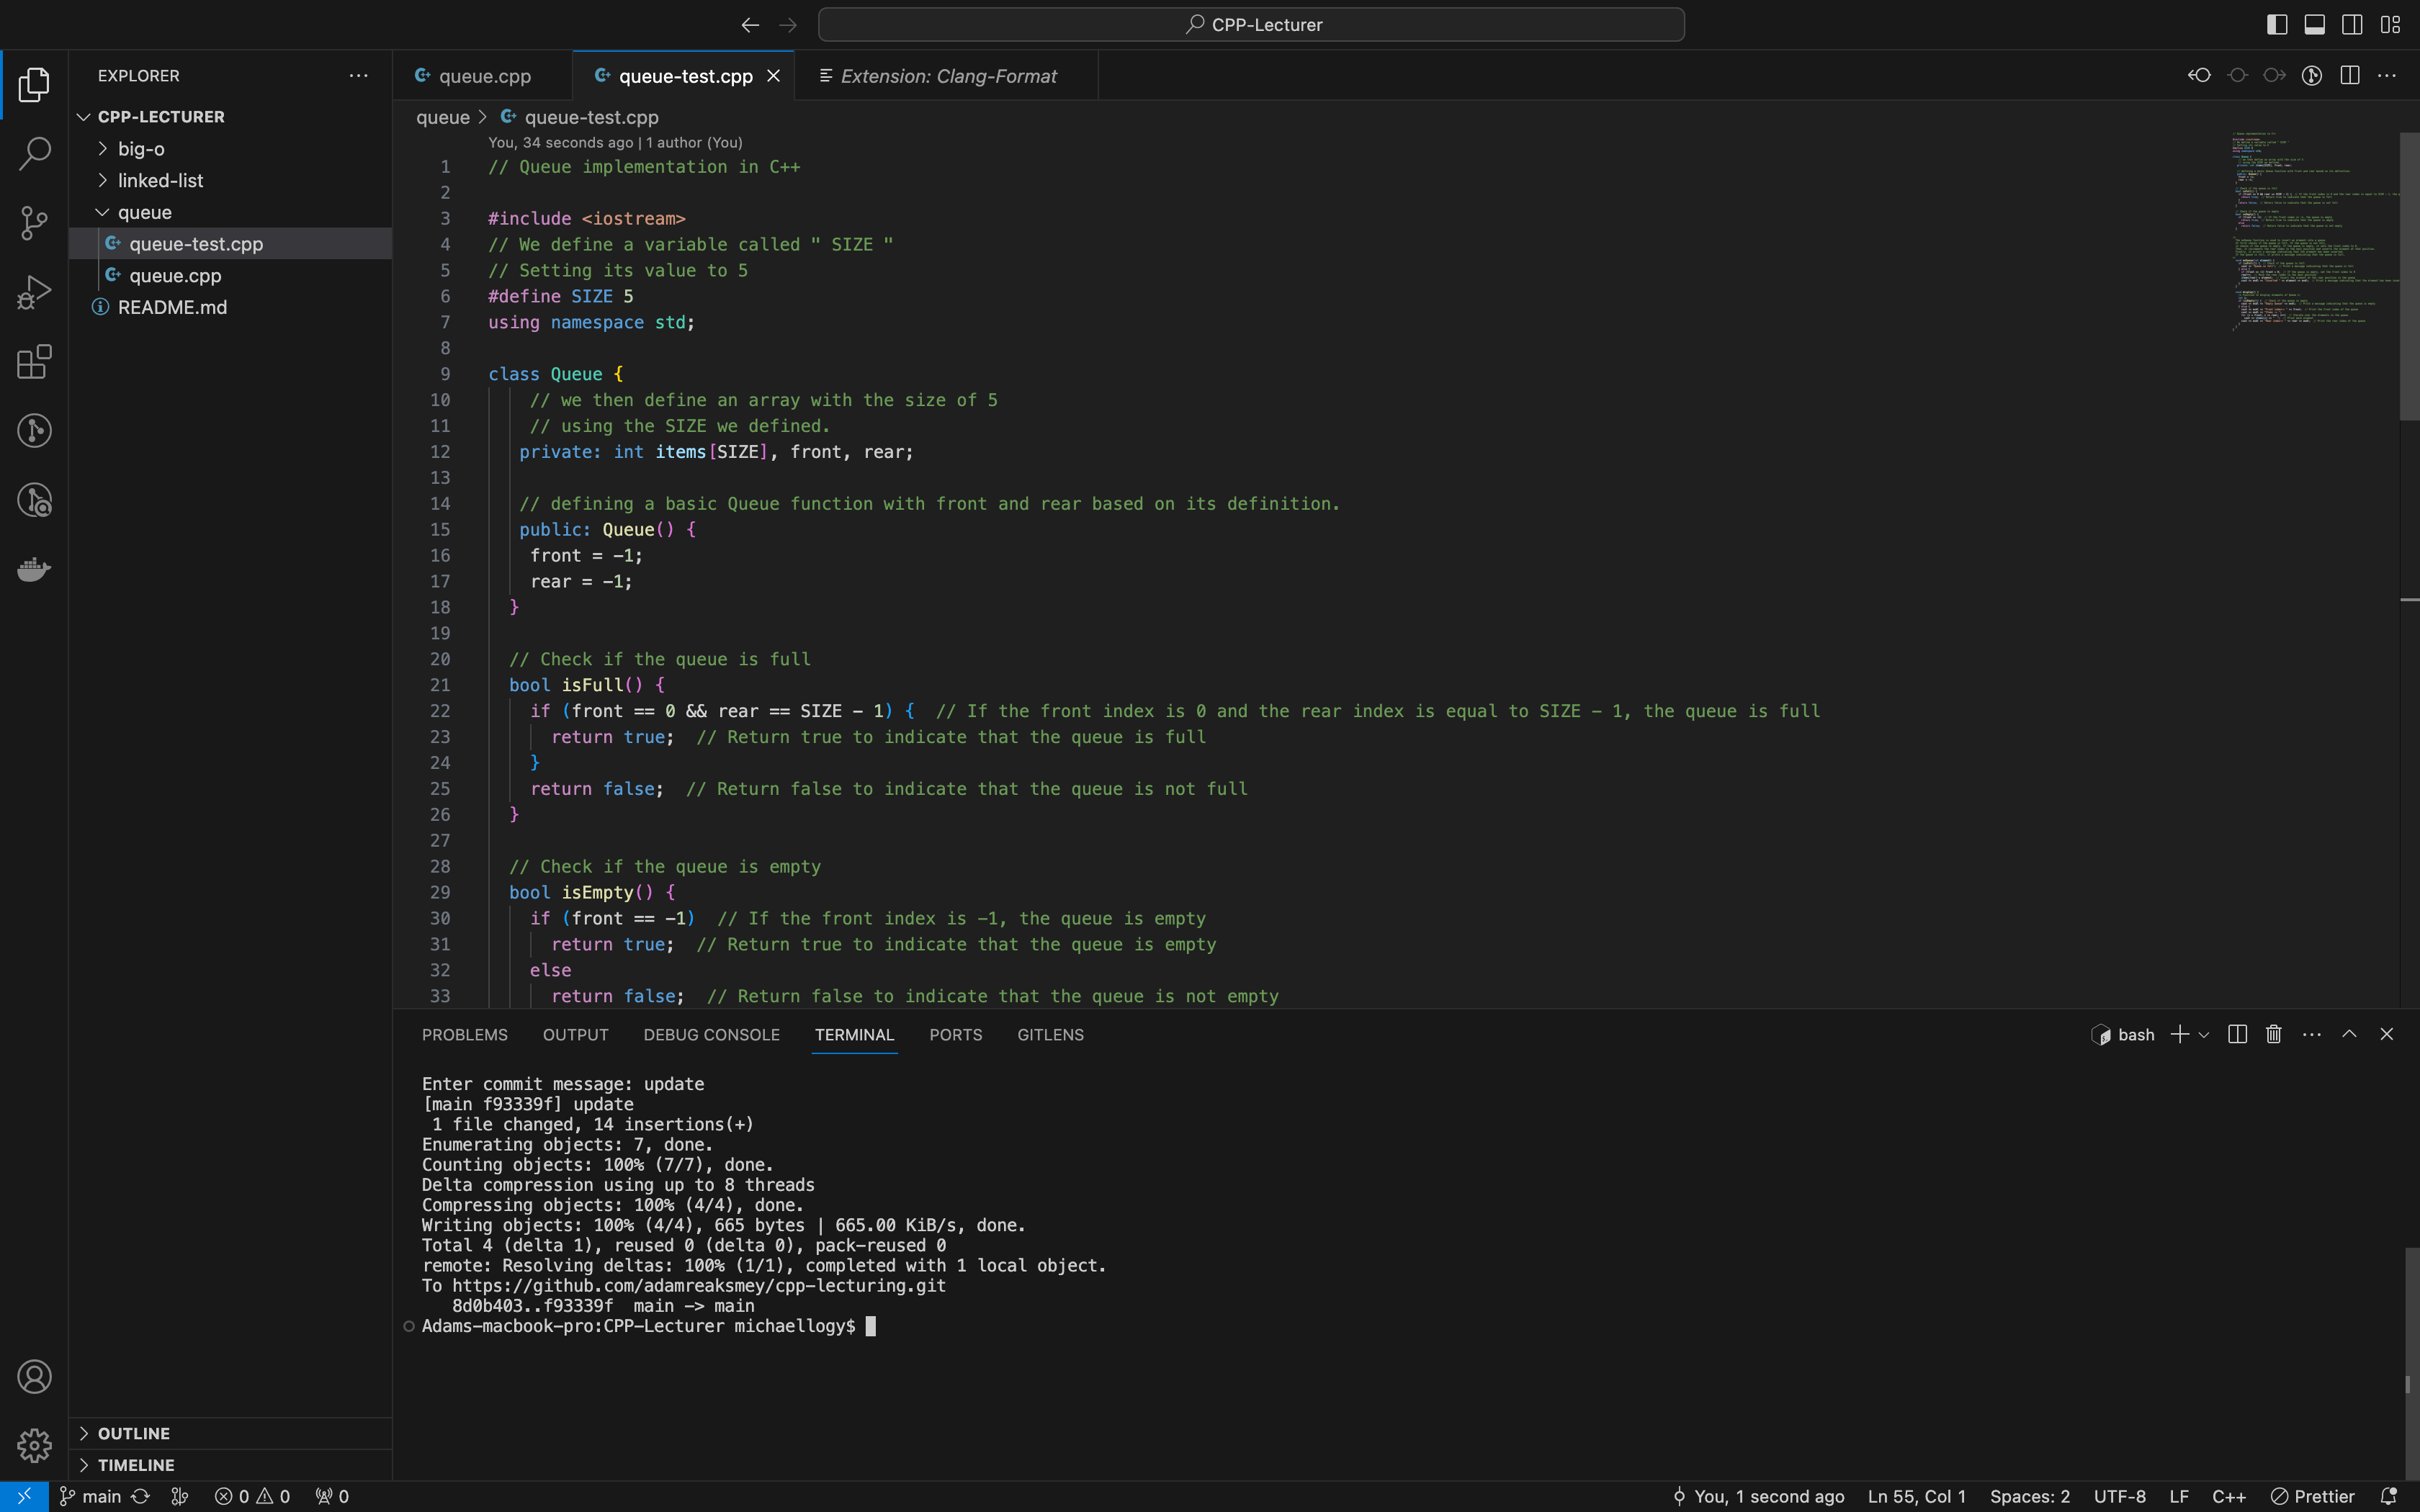 CPP-Lecturer
EXPLORER
CPP-LECTURER
big-o
linked-list
queue
queue-test.cpp
queue.cpp
README.md
OUTLINE
TIMELINE
queue.cpp
queue-test.cpp
Extension: Clang-Format
queue > queue-test.cpp
You, 34 seconds ago | 1 author (You)
1 // Queue implementation in C++
2
3 #include <iostream>
4 // We define a variable called " SIZE "
5 // Setting its value to 5
6 #define SIZE 5
7 using namespace std;
8
9 class Queue {
10 // we then define an array with the size of 5
11 // using the SIZE we defined.
12 private: int items[SIZE], front, rear;
13
14 // defining a basic Queue function with front and rear based on its definition.
15 public: Queue() {
16 front = -1;
17 rear = -1;
18 }
19
20 // Check if the queue is full
21 bool isFull() {
22 if (front == 0 && rear == SIZE - 1) { // If the front index is 0 and the rear index is equal to SIZE - 1, the queue is full
23 return true; // Return true to indicate that the queue is full
24 }
25 return false; // Return false to indicate that the queue is not full
26 }
27
28 // Check if the queue is empty
29 bool isEmpty() {
30 if (front == -1) // If the front index is -1, the queue is empty
31 return true; // Return true to indicate that the queue is empty
32 else
33 return false; // Return false to indicate that the queue is not empty
PROBLEMS OUTPUT DEBUG CONSOLE TERMINAL PORTS GITLENS
bash
Enter commit message: update
[main f93339f] update
1 file changed, 14 insertions(+)
Enumerating objects: 7, done.
Counting objects: 100% (7/7), done.
Delta compression using up to 8 threads
Compressing objects: 100% (4/4), done.
Writing objects: 100% (4/4), 665 bytes | 665.00 KiB/s, done.
Total 4 (delta 1), reused 0 (delta 0), pack-reused 0
remote: Resolving deltas: 100% (1/1), completed with 1 local object.
To https://github.com/adamreaksmey/cpp-lecturing.git
8d0b403..f93339f main -> main
Adams-macbook-pro:CPP-Lecturer michaellogy$
main 0 0 0
You, 1 second ago Ln 55, Col 1 Spaces: 2 UTF-8 LF C++ Prettier